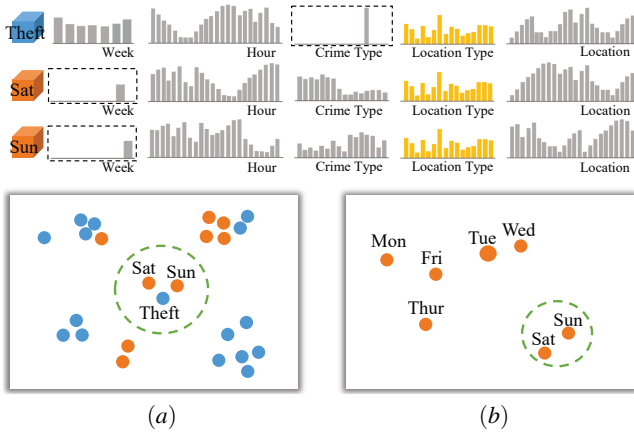 Theft
Week
Hour
Crime Type
Location Type
Location
Sat
Week
Hour
Crime Type
Location Type
Location
Sun
Week
Hour
Crime Type
Location Type
Location
Sat
Sun
Theft
Mon
Fri
Tue
Wed
Thur
Sun
Sat
(a)
(b)